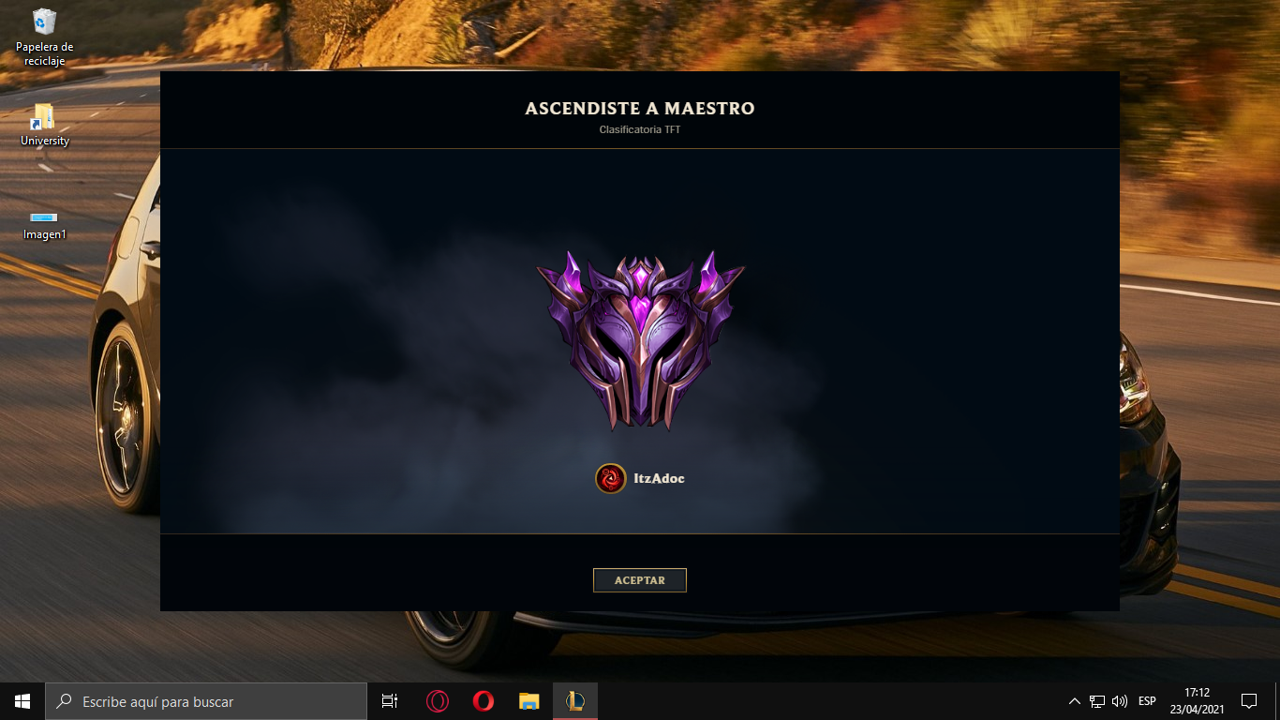 Papelera de
reciclaje
University
Imagen1
ASCENDISTE A MAESTRO
Clasificatoria TFT
ItzAdoc
ACEPTAR
Escribe aquí para buscar
ESP
17:12
23/04/2021